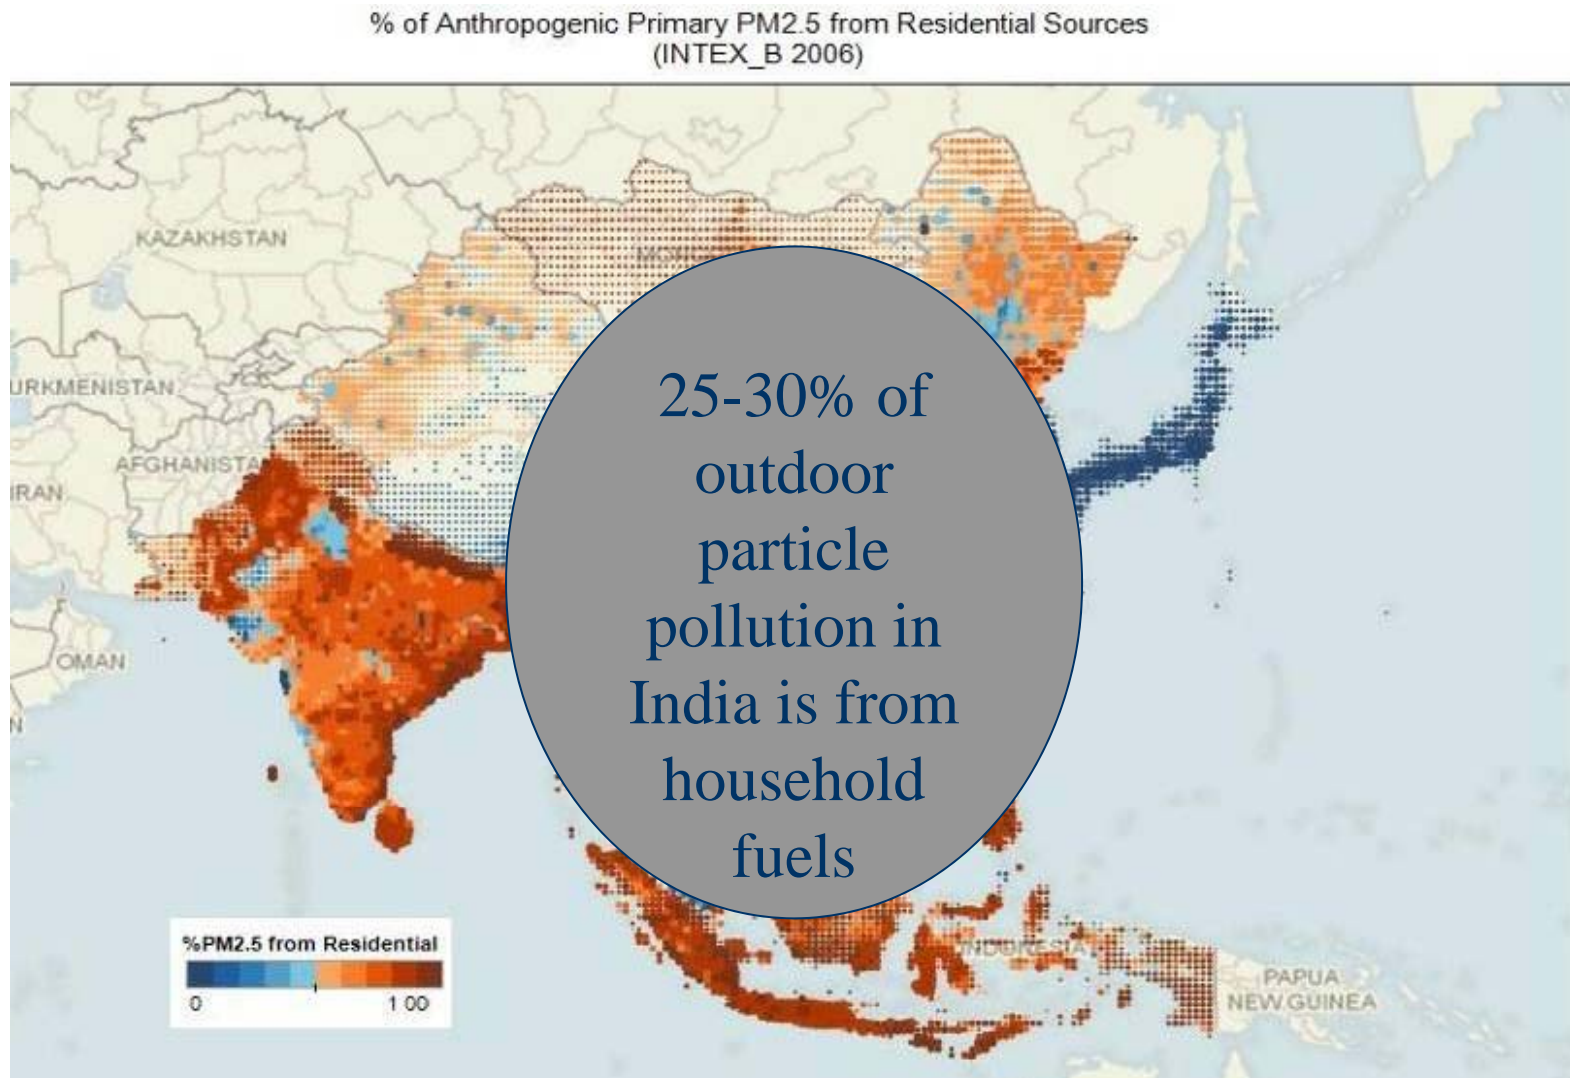 % of Anthropogenic Primary PM2.5 from Residential Sources
(INTEX_B 2006)
KAZAKHSTAN
URKMENISTAN
AFGHANISTA
IRAN
OMAN
N
25-30% of
outdoor
particle
pollution in
India is from
household
fuels
INDONESIA
PAPUA
NEW GUINEA
%PM2.5 from Residential
0
1 00